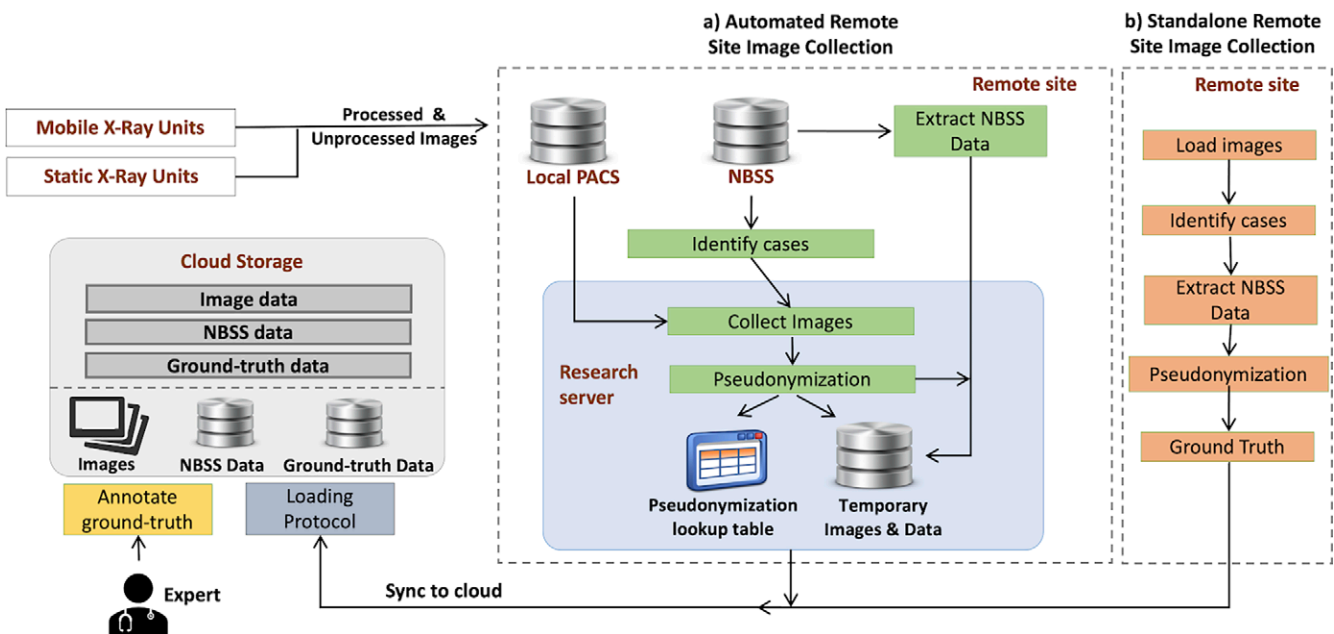 a) Automated Remote
Site Image Collection
b) Standalone Remote
Site Image Collection
Remote site
Remote site
Mobile X-Ray Units
Static X-Ray Units
Processed &
Unprocessed Images
Local PACS
NBSS
Extract NBSS
Data
Identify cases
Collect Images
Pseudonymization
Research
server
Pseudonymization
lookup table
Temporary
Images & Data
Load images
Identify cases
Extract NBSS
Data
Pseudonymization
Ground Truth
Cloud Storage
Image data
NBSS data
Ground-truth data
Images
NBSS Data
Ground-truth Data
Annotate
ground-truth
Loading
Protocol
Expert
Sync to cloud